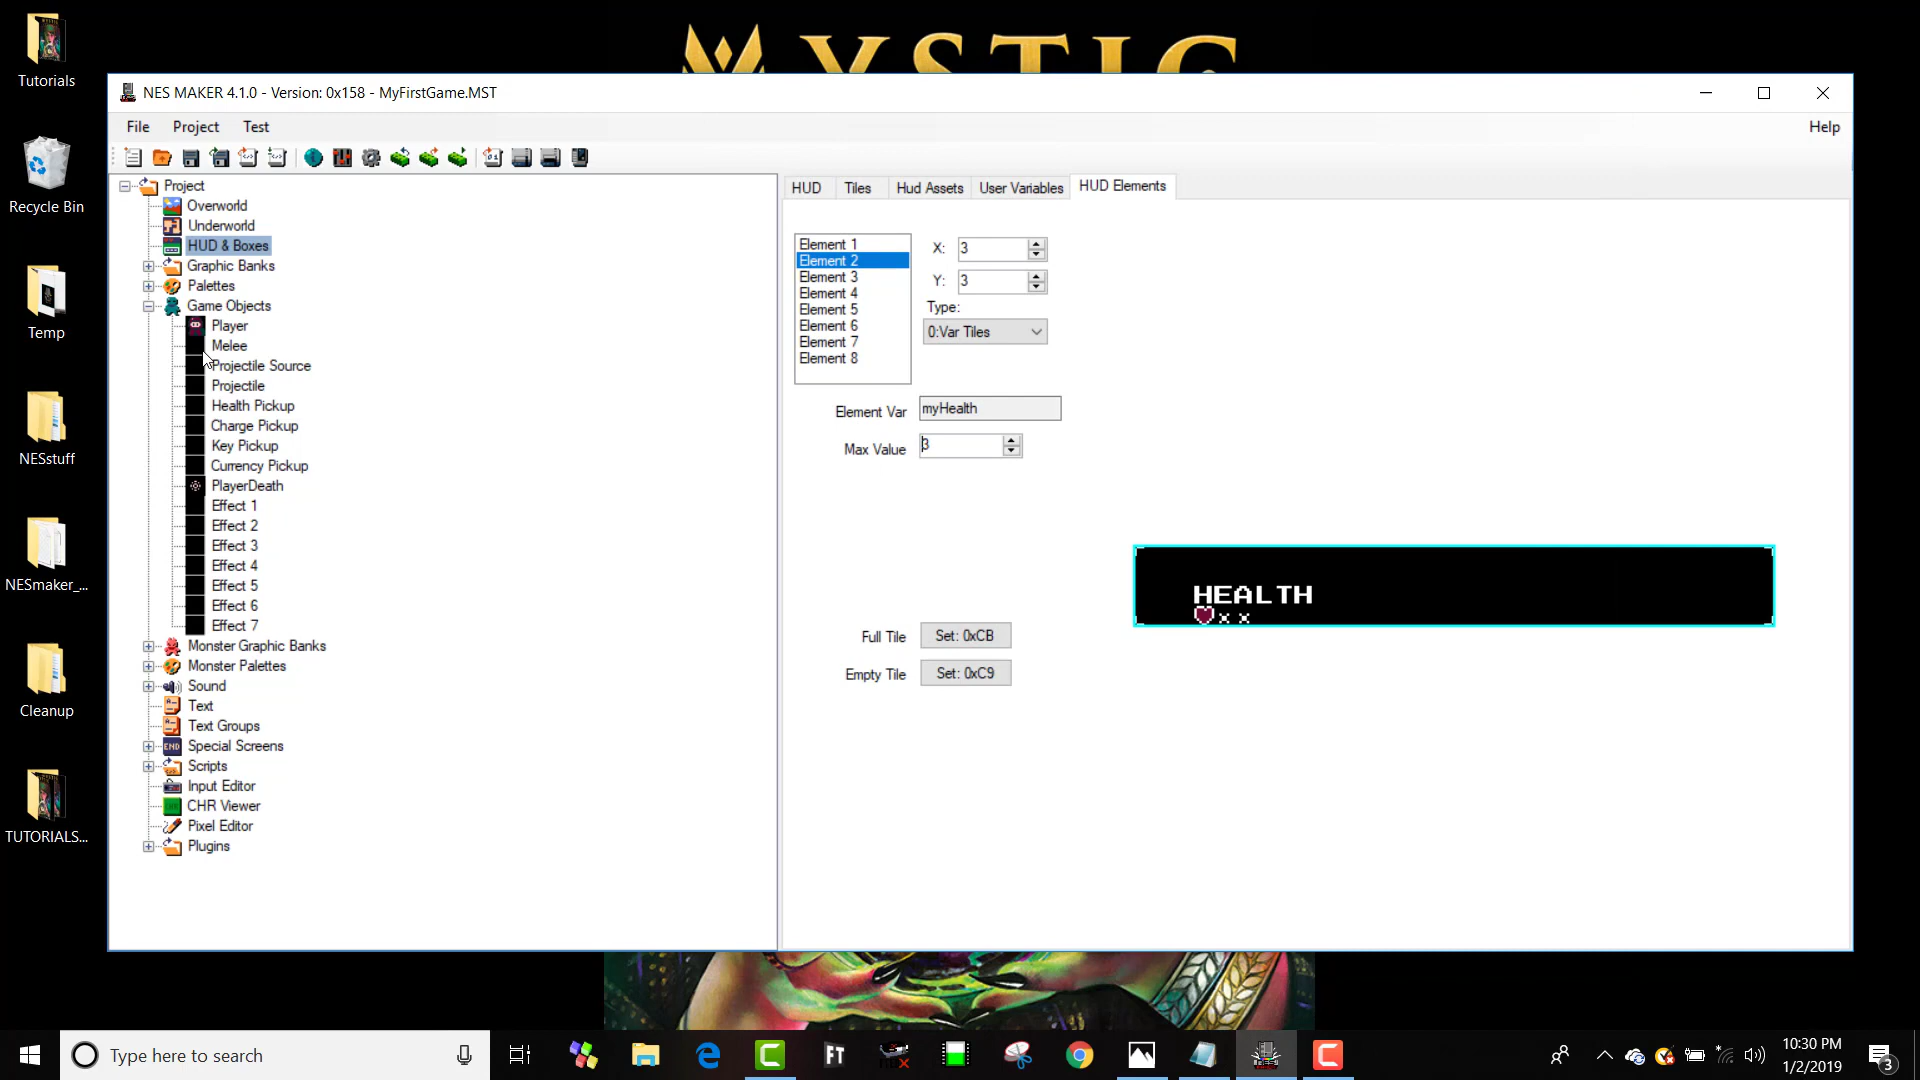 MYSTIC
Tutorials
Recycle Bin
Temp
NESstuff
NESmaker_...
Cleanup
TUTORIALS...
NES MAKER 4.1.0 - Version: 0x158 - MyFirstGame.MST
File Project Test Help
Project
Overworld
Underworld
HUD & Boxes
Graphic Banks
Palettes
Game Objects
Player
Melee
Projectile Source
Projectile
Health Pickup
Charge Pickup
Key Pickup
Currency Pickup
PlayerDeath
Effect 1
Effect 2
Effect 3
Effect 4
Effect 5
Effect 6
Effect 7
Monster Graphic Banks
Monster Palettes
Sound
Text
Text Groups
END Special Screens
Scripts
Input Editor
CHR Viewer
Pixel Editor
Plugins
HUD Tiles Hud Assets User Variables HUD Elements
Element 1
Element 2
Element 3
Element 4
Element 5
Element 6
Element 7
Element 8
X: 3
Y: 3
Type:
0:Var Tiles
Element Var myHealth
Max Value 3
HEALTH
x x
Full Tile Set: 0xCB
Empty Tile Set: 0xC9
Type here to search
FT
10:30 PM
1/2/2019
3